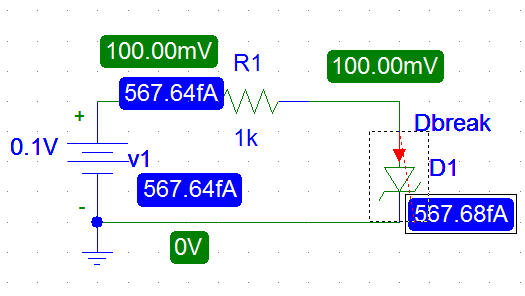 100.00mV
R1
100.00mV
567.64fA
1k
Dbreak
+
0.1V
v1
D1
567.64fA
-
567.68fA
0V